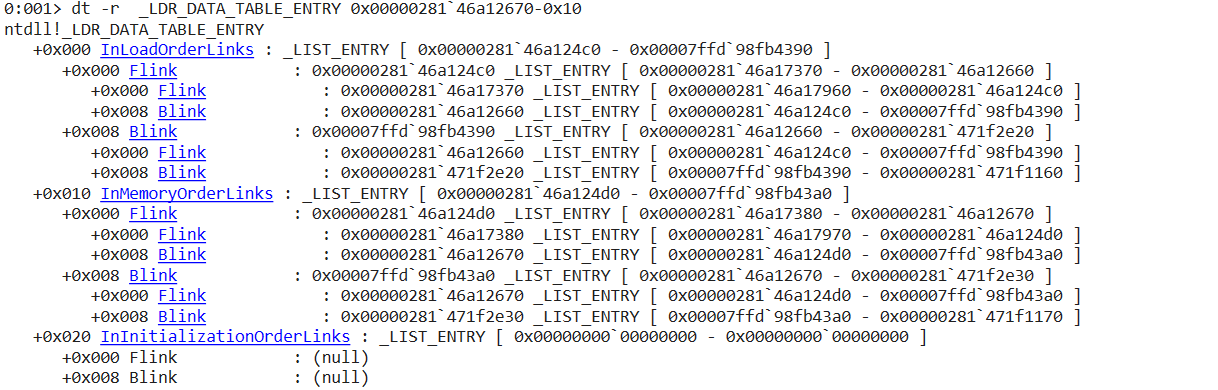 0:001> dt -r _LDR_DATA_TABLE_ENTRY 0x00000281`46a12670-0x10
ntdll!_LDR_DATA_TABLE_ENTRY
+0x000 InLoadOrderLinks : _LIST_ENTRY [ 0x00000281`46a124c0 - 0x00007ffd`98fb4390 ]
+0x000 Flink : 0x00000281`46a124c0 _LIST_ENTRY [ 0x00000281`46a17370 - 0x00000281`46a12660 ]
+0x000 Flink : 0x00000281`46a17370 _LIST_ENTRY [ 0x00000281`46a17960 - 0x00000281`46a124c0 ]
+0x008 Blink : 0x00000281`46a12660 _LIST_ENTRY [ 0x00000281`46a124c0 - 0x00007ffd`98fb4390 ]
+0x008 Blink : 0x00007ffd`98fb4390 _LIST_ENTRY [ 0x00000281`46a12660 - 0x00000281`471f2e20 ]
+0x000 Flink : 0x00000281`46a12660 _LIST_ENTRY [ 0x00000281`46a124c0 - 0x00007ffd`98fb4390 ]
+0x008 Blink : 0x00000281`471f2e20 _LIST_ENTRY [ 0x00007ffd`98fb4390 - 0x00000281`471f1160 ]
+0x010 InMemoryOrderLinks : _LIST_ENTRY [ 0x00000281`46a124d0 - 0x00007ffd`98fb43a0 ]
+0x000 Flink : 0x00000281`46a124d0 _LIST_ENTRY [ 0x00000281`46a17380 - 0x00000281`46a12670 ]
+0x000 Flink : 0x00000281`46a17380 _LIST_ENTRY [ 0x00000281`46a17970 - 0x00000281`46a124d0 ]
+0x008 Blink : 0x00000281`46a12670 _LIST_ENTRY [ 0x00000281`46a124d0 - 0x00007ffd`98fb43a0 ]
+0x008 Blink : 0x00007ffd`98fb43a0 _LIST_ENTRY [ 0x00000281`46a12670 - 0x00000281`471f2e30 ]
+0x000 Flink : 0x00000281`46a12670 _LIST_ENTRY [ 0x00000281`46a124d0 - 0x00007ffd`98fb43a0 ]
+0x008 Blink : 0x00000281`471f2e30 _LIST_ENTRY [ 0x00007ffd`98fb43a0 - 0x00000281`471f1170 ]
+0x020 InInitializationOrderLinks : _LIST_ENTRY [ 0x00000000`00000000 - 0x00000000`00000000 ]
+0x000 Flink : (null)
+0x008 Blink : (null)